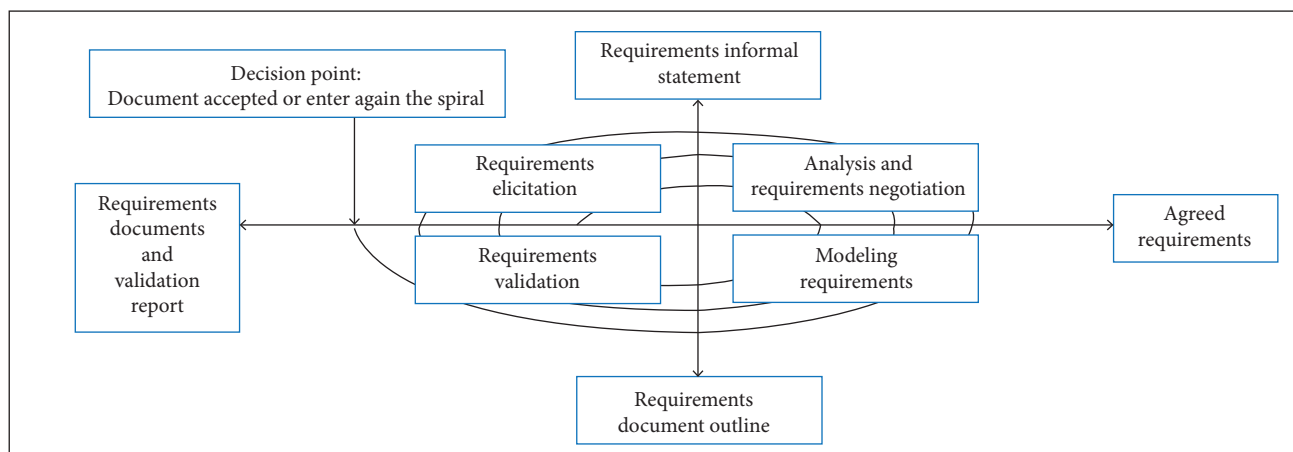 Decision point:
Document accepted or enter again the spiral
Requirements informal
statement
Requirements
elicitation
Analysis and
requirements negotiation
Requirements
documents
and
validation
report
Agreed
requirements
Requirements
validation
Modeling
requirements
Requirements
document outline